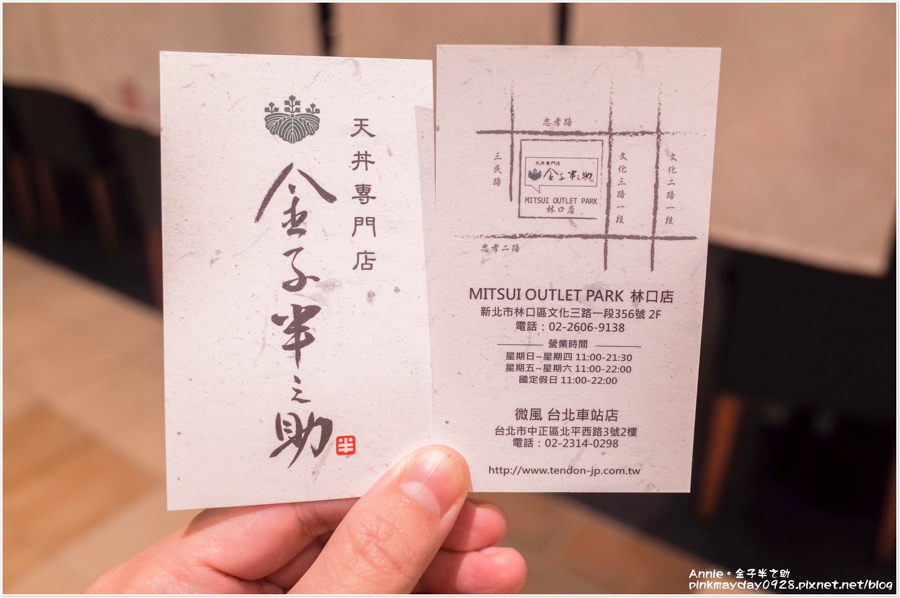 天丼專門店
金子半之助
半
忠孝路
三民路
天丼專門店
金子半之助
MITSUI OUTLET PARK
林口店
文化三路一段
文化二路一段
忠孝二路
MITSUI OUTLET PARK 林口店
新北市林口區文化三路一段356號 2F
電話：02-2606-9138
營業時間
星期日~星期四 11:00-21:30
星期五~星期六 11:00-22:00
國定假日 11:00-22:00
微風 台北車站店
台北市中正區北平西路3號2樓
電話：02-2314-0298
http://www.tendon-jp.com.tw
Annie。金子半之助
pinkmayday0928.pixnet.net/blog